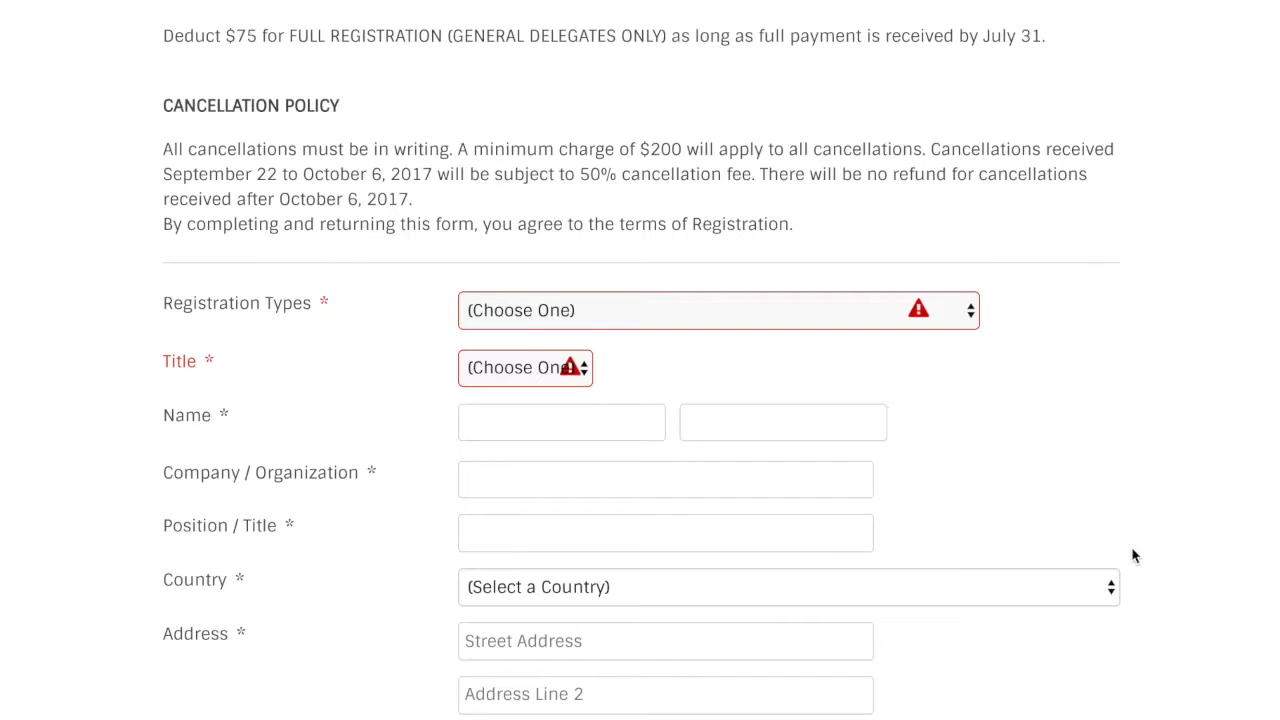 Deduct $75 for FULL REGISTRATION (GENERAL DELEGATES ONLY) as long as full payment is received by July 31.
CANCELLATION POLICY
All cancellations must be in writing. A minimum charge of $200 will apply to all cancellations. Cancellations received
September 22 to October 6, 2017 will be subject to 50% cancellation fee. There will be no refund for cancellations
received after October 6, 2017.
By completing and returning this form, you agree to the terms of Registration.
Registration Types * (Choose One)
Title * (Choose One)
Name *
Company / Organization *
Position / Title *
Country * (Select a Country)
Address * Street Address
Address Line 2